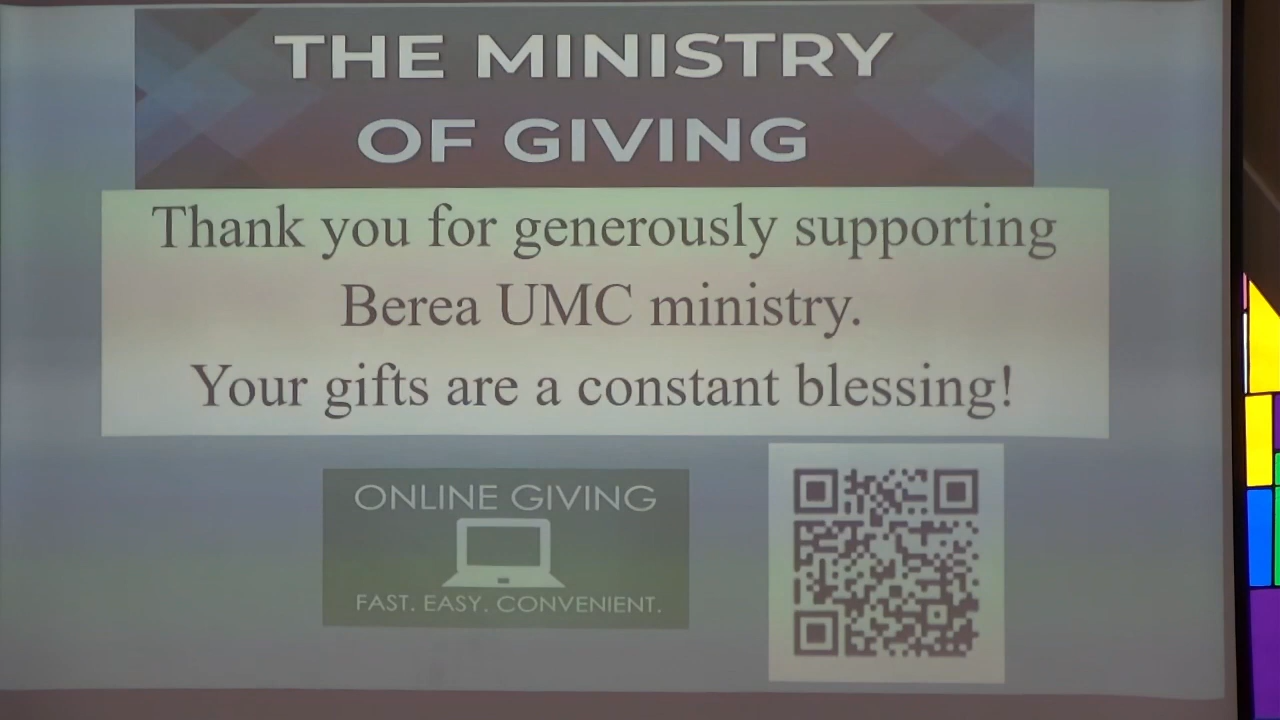 THE MINISTRY
OF GIVING
Thank you for generously supporting
Berea UMC ministry.
Your gifts are a constant blessing!
ONLINE GIVING
FAST. EASY. CONVENIENT.